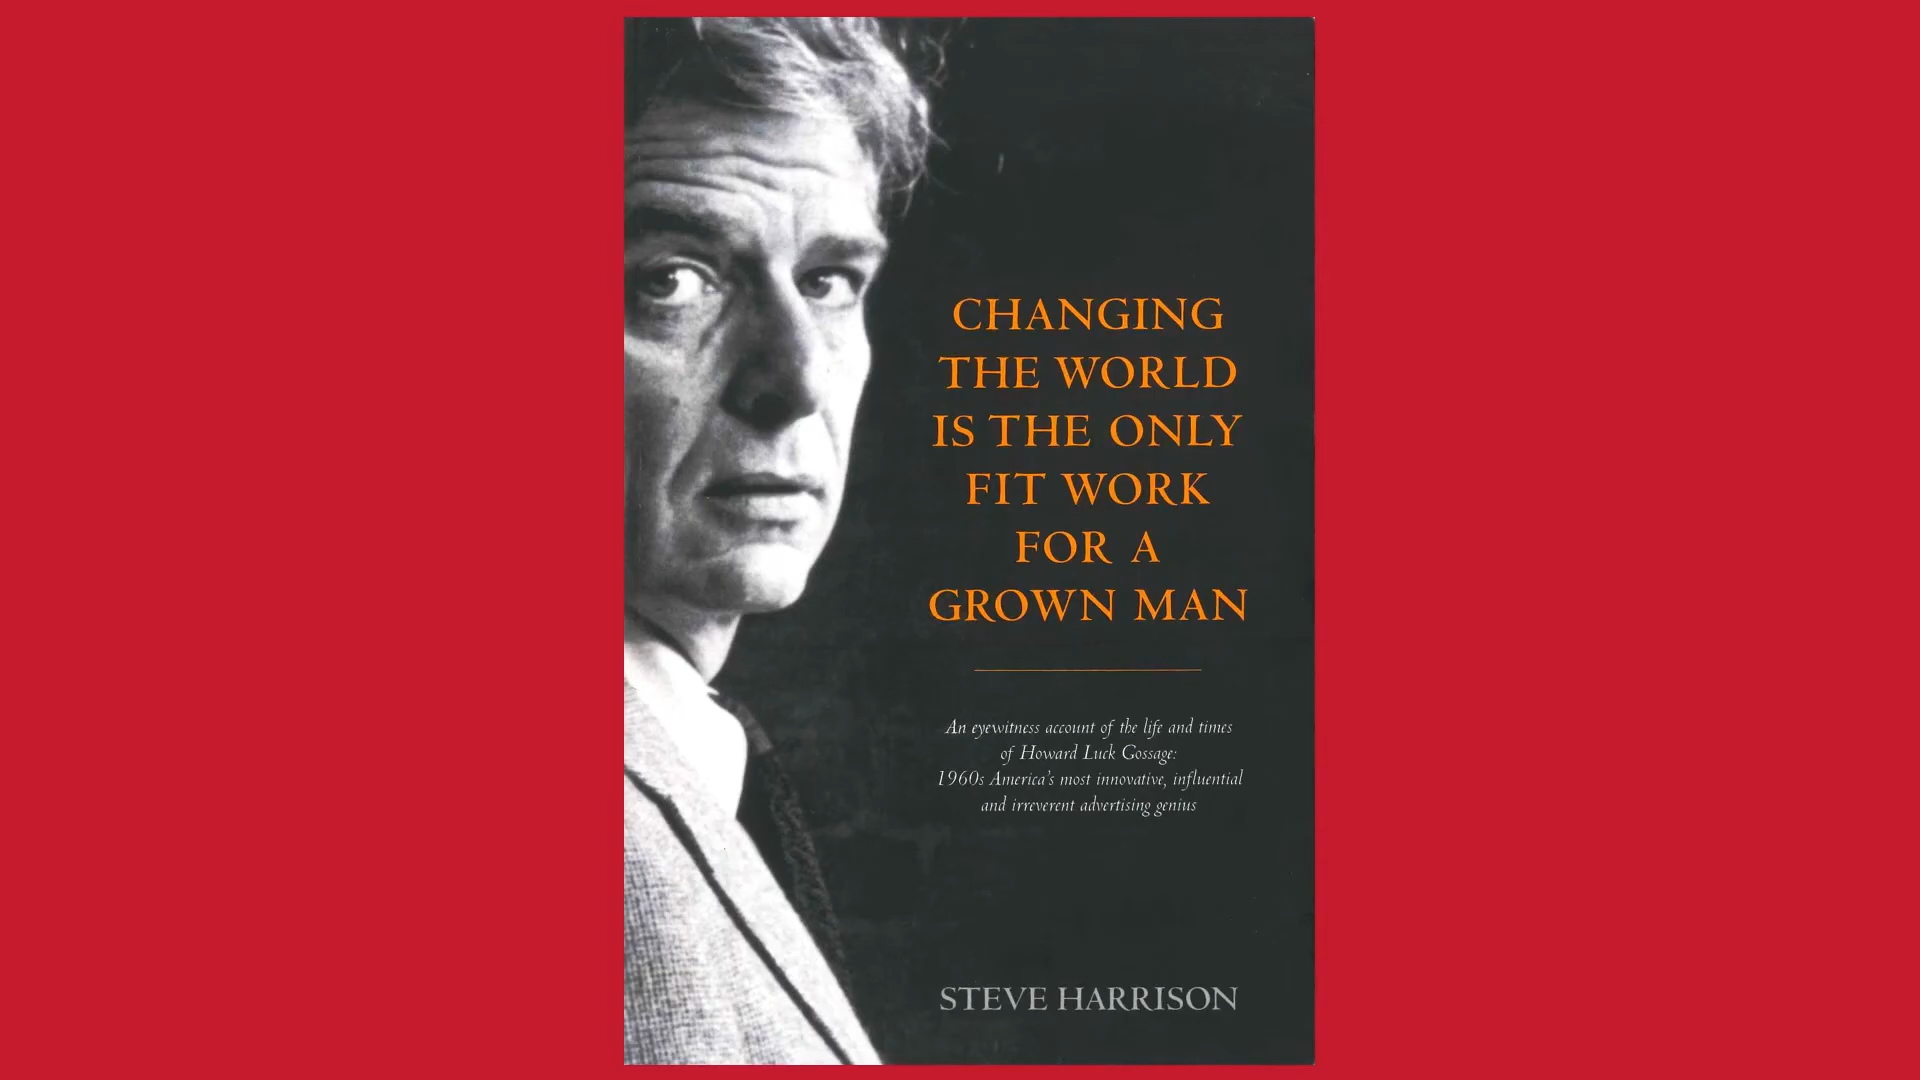 CHANGING
THE WORLD
IS THE ONLY
FIT WORK
FOR A
GROWN MAN
An eyewitness account of the life and times
of Howard Luck Gossage:
1960s America's most innovative, influential
and irreverent advertising genius
STEVE HARRISON